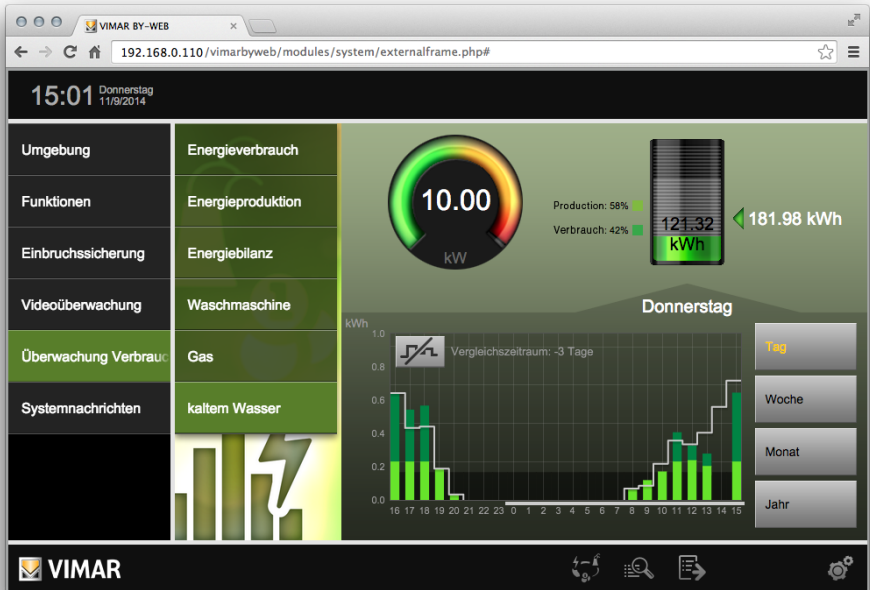 VIMAR BY-WEB
192.168.0.110/vimarbyweb/modules/system/externalframe.php#
15:01 Donnerstag
11/9/2014
Umgebung
Funktionen
Einbruchssicherung
Videoüberwachung
Überwachung Verbrauc
Systemnachrichten
Energieverbrauch
Energieproduktion
Energiebilanz
Waschmaschine
Gas
kaltem Wasser
10.00
kW
Production: 58%
Verbrauch: 42%
121.32
kWh
181.98 kWh
Donnerstag
kWh
Vergleichszeitraum: -3 Tage
1.0
0.8
0.6
0.4
0.2
0.0
16 17 18 19 20 21 22 23 0 1 2 3 4 5 6 7 8 9 10 11 12 13 14 15
Tag
Woche
Monat
Jahr
VIMAR